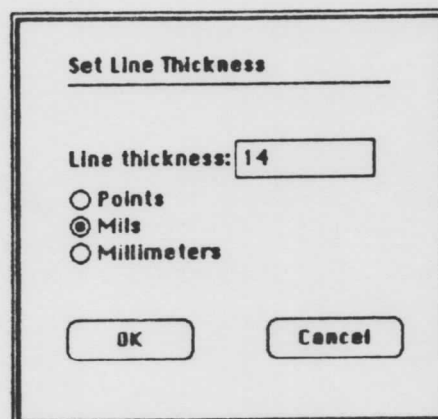 Set Line Thickness
Line thickness: 14
Points
Mils
Millimeters
OK Cancel